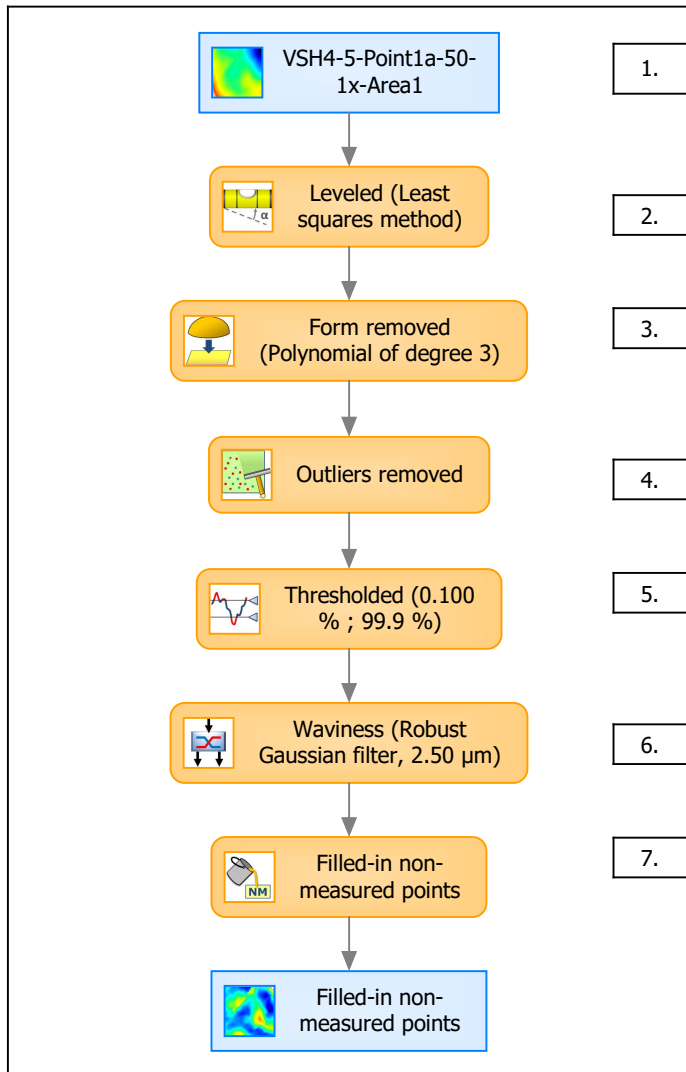 VSH4-5-Point1a-50-
1x-Area1
1.
α
Leveled (Least
squares method)
2.
Form removed
(Polynomial of degree 3)
3.
Outliers removed
4.
Thresholded (0.100
% ; 99.9 %)
5.
Waviness (Robust
Gaussian filter, 2.50 µm)
6.
Filled-in non-
measured points
NM
7.
Filled-in non-
measured points